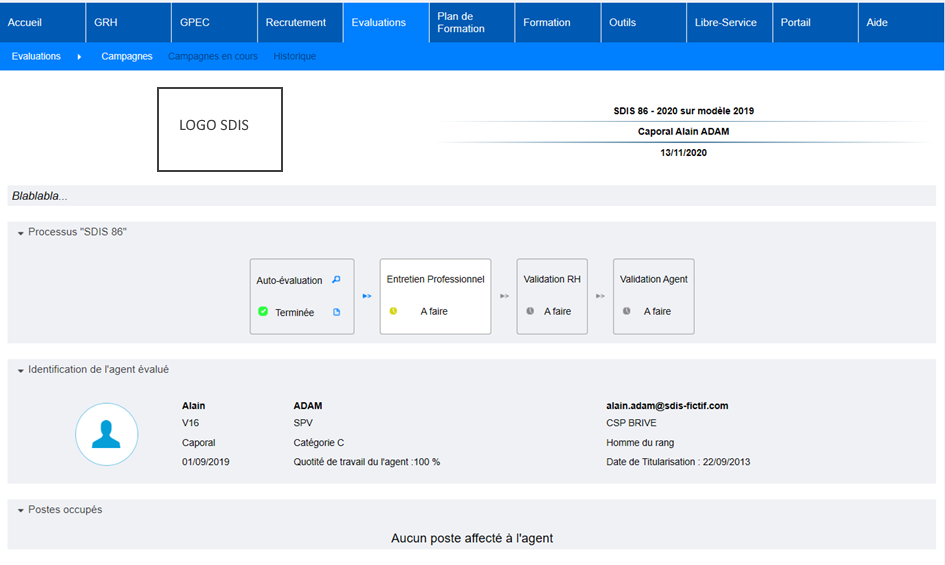 Accueil GRH GPEC Recrutement Evaluations Plan de Formation Formation Outils Libre-Service Portail Aide
Evaluations Campagnes Campagnes en cours Historique
LOGO SDIS
SDIS 86 - 2020 sur modèle 2019
Caporal Alain ADAM
13/11/2020
Blablabla...
Processus "SDIS 86"
Auto-évaluation Entretien Professionnel Validation RH Validation Agent
Terminée A faire A faire A faire
Identification de l'agent évalué
Alain ADAM alain.adam@sdis-fictif.com
V16 SPV CSP BRIVE
Caporal Catégorie C Homme du rang
01/09/2019 Quotité de travail du l'agent :100 % Date de Titularisation : 22/09/2013
Postes occupés
Aucun poste affecté à l'agent